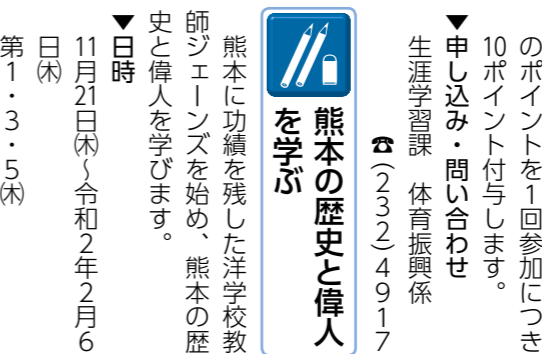 のポイントを1回参加につき
10ポイント付与します。
▼申し込み・問い合わせ
生涯学習課 体育振興係
☎(232)4917
熊本の歴史と偉人
を学ぶ
熊本に功績を残した洋学校教
師ジェーンズを始め、熊本の歴
史と偉人を学びます。
▼日時
11月21日㈭〜令和2年2月6
日㈭
第1・3・5㈭